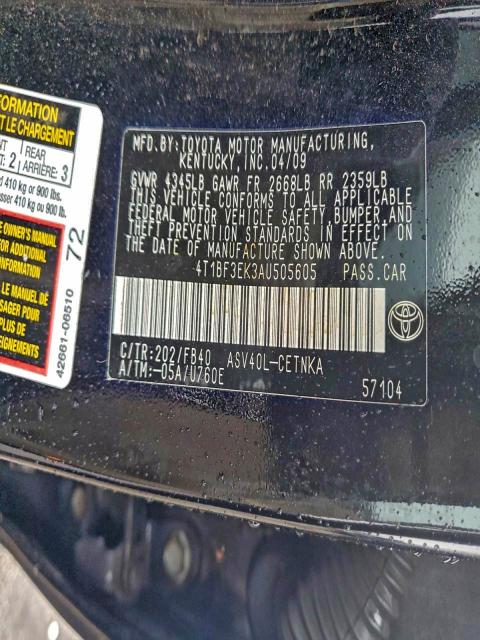 FORMATION
T LE CHARGEMENT
NT
: 2
REAR
ARRIÈRE: 3
d 410 kg or 900 lbs.
sser 410 kg ou 900 lb.
OWNER'S MANUAL
FOR ADDITIONAL
INFORMATION
LE MANUEL DE
SAGER POUR
PLUS DE
72
42661-06510
MFD.BY:TOYOTA MOTOR MANUFACTURING,
KENTUCKY, INC.04/09
GVWR 4345LB GAWR FR 2668LB RR 2359LB
THIS VEHICLE CONFORMS TO ALL APPLICABLE
FEDERAL MOTOR VEHICLE SAFETY,BUMPER,AND
THEFT PREVENTION STANDARDS IN EFFECT ON
THE DATE OF MANUFACTURE SHOWN ABOVE.
4T1BF3EK3AU505605 PASS.CAR
C/TR:202/FB40 ASV40L-CETNKA
A/TM:-05A/U760E
57104